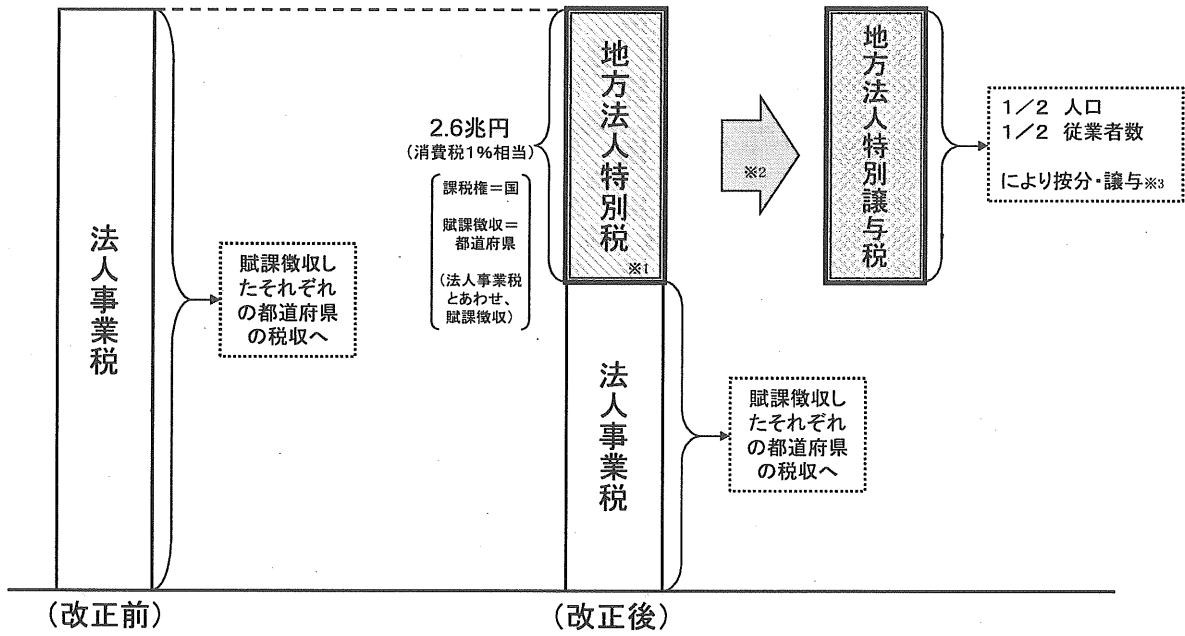 法人事業税
賦課徴収し
たそれぞれ
の都道府県
の税収へ
(改正前)
2.6兆円
(消費税1%相当)
課税権=国
賦課徴収=
都道府県
(法人事業税
とあわせ、
賦課徴収)
地方法人特別税
※1
法人事業税
賦課徴収し
たそれぞれ
の都道府県
の税収へ
(改正後)
※2
地方法人特別譲与税
1/2 人口
1/2 従業者数
により按分・譲与※3